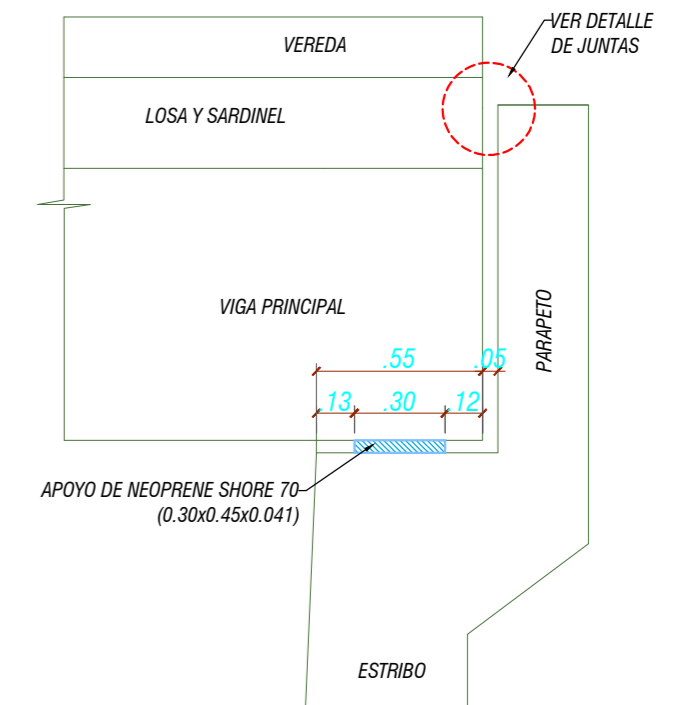 VER DETALLE
DE JUNTAS
VEREDA
LOSA Y SARDINEL
VIGA PRINCIPAL
PARAPETO
.55
.05
.13
.30
.12
APOYO DE NEOPRENE SHORE 70
(0.30x0.45x0.041)
ESTRIBO